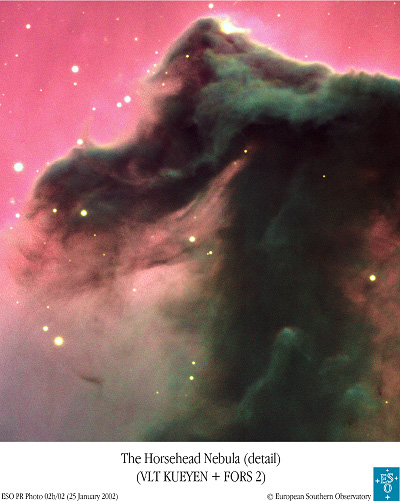 The Horsehead Nebula (detail)
(VLT KUEYEN + FORS 2)
ESO PR Photo 02b/02 (25 January 2002)
© European Southern Observatory
ESO